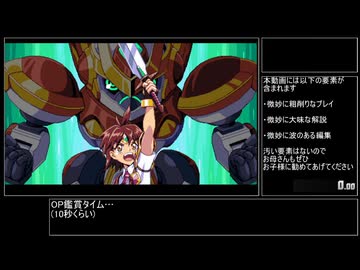 本動画には以下の要素が
含まれます
・微妙に粗削りなプレイ
・微妙に大味な解説
・微妙に波のある編集
汚い要素はないので
お母さんもぜひ
お子様に勧めてあげてください
0.00
OP鑑賞タイム…
(10秒くらい)